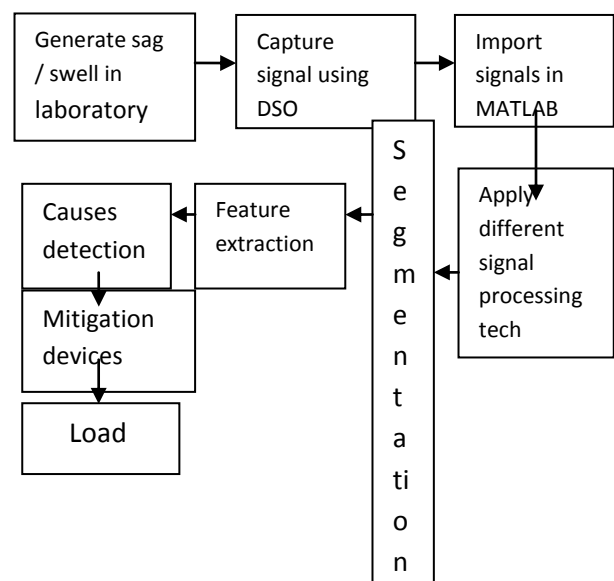 Generate sag
/ swell in
laboratory
Capture
signal using
DSO
Import
signals in
MATLAB
Apply
different
signal
processing
tech
S
e
g
m
e
n
t
a
ti
o
n
Feature
extraction
Causes
detection
Mitigation
devices
Load